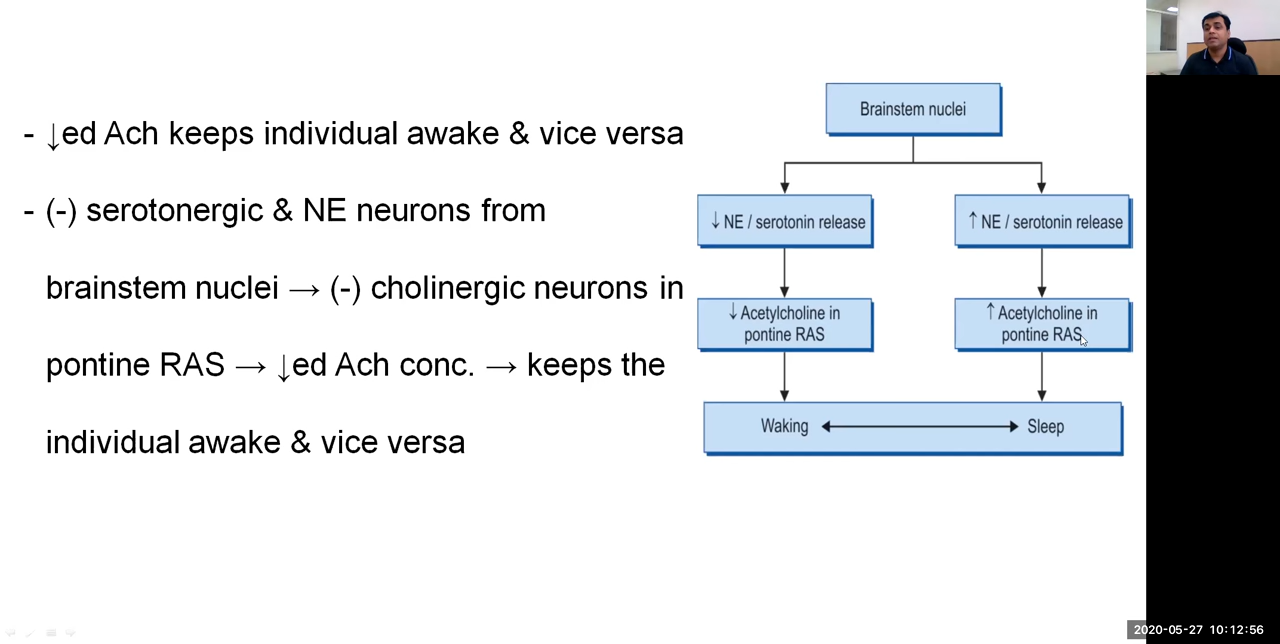 - ↓ed Ach keeps individual awake & vice versa
- (-) serotonergic & NE neurons from
brainstem nuclei → (-) cholinergic neurons in
pontine RAS → ↓ed Ach conc. → keeps the
individual awake & vice versa
Brainstem nuclei
↓ NE / serotonin release
↑ NE / serotonin release
↓ Acetylcholine in
pontine RAS
↑ Acetylcholine in
pontine RAS
Waking
Sleep
2020-05-27 10:12:56